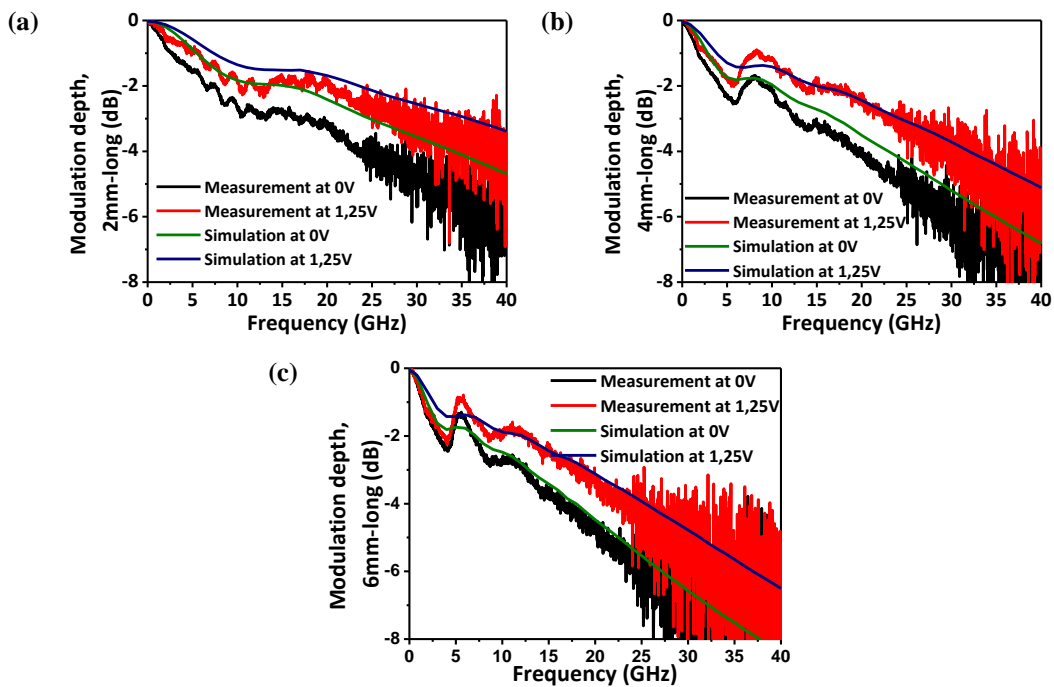 (a)
Modulation depth,
2mm-long (dB)
0
-2
-4
-6
-8
Measurement at 0V
Measurement at 1,25V
Simulation at 0V
Simulation at 1,25V
0 5 10 15 20 25 30 35 40
Frequency (GHz)
(b)
Modulation depth,
4mm-long (dB)
0
-2
-4
-6
-8
Measurement at 0V
Measurement at 1,25V
Simulation at 0V
Simulation at 1,25V
0 5 10 15 20 25 30 35 40
Frequency (GHz)
(c)
Modulation depth,
6mm-long (dB)
0
-2
-4
-6
-8
Measurement at 0V
Measurement at 1,25V
Simulation at 0V
Simulation at 1,25V
0 5 10 15 20 25 30 35 40
Frequency (GHz)